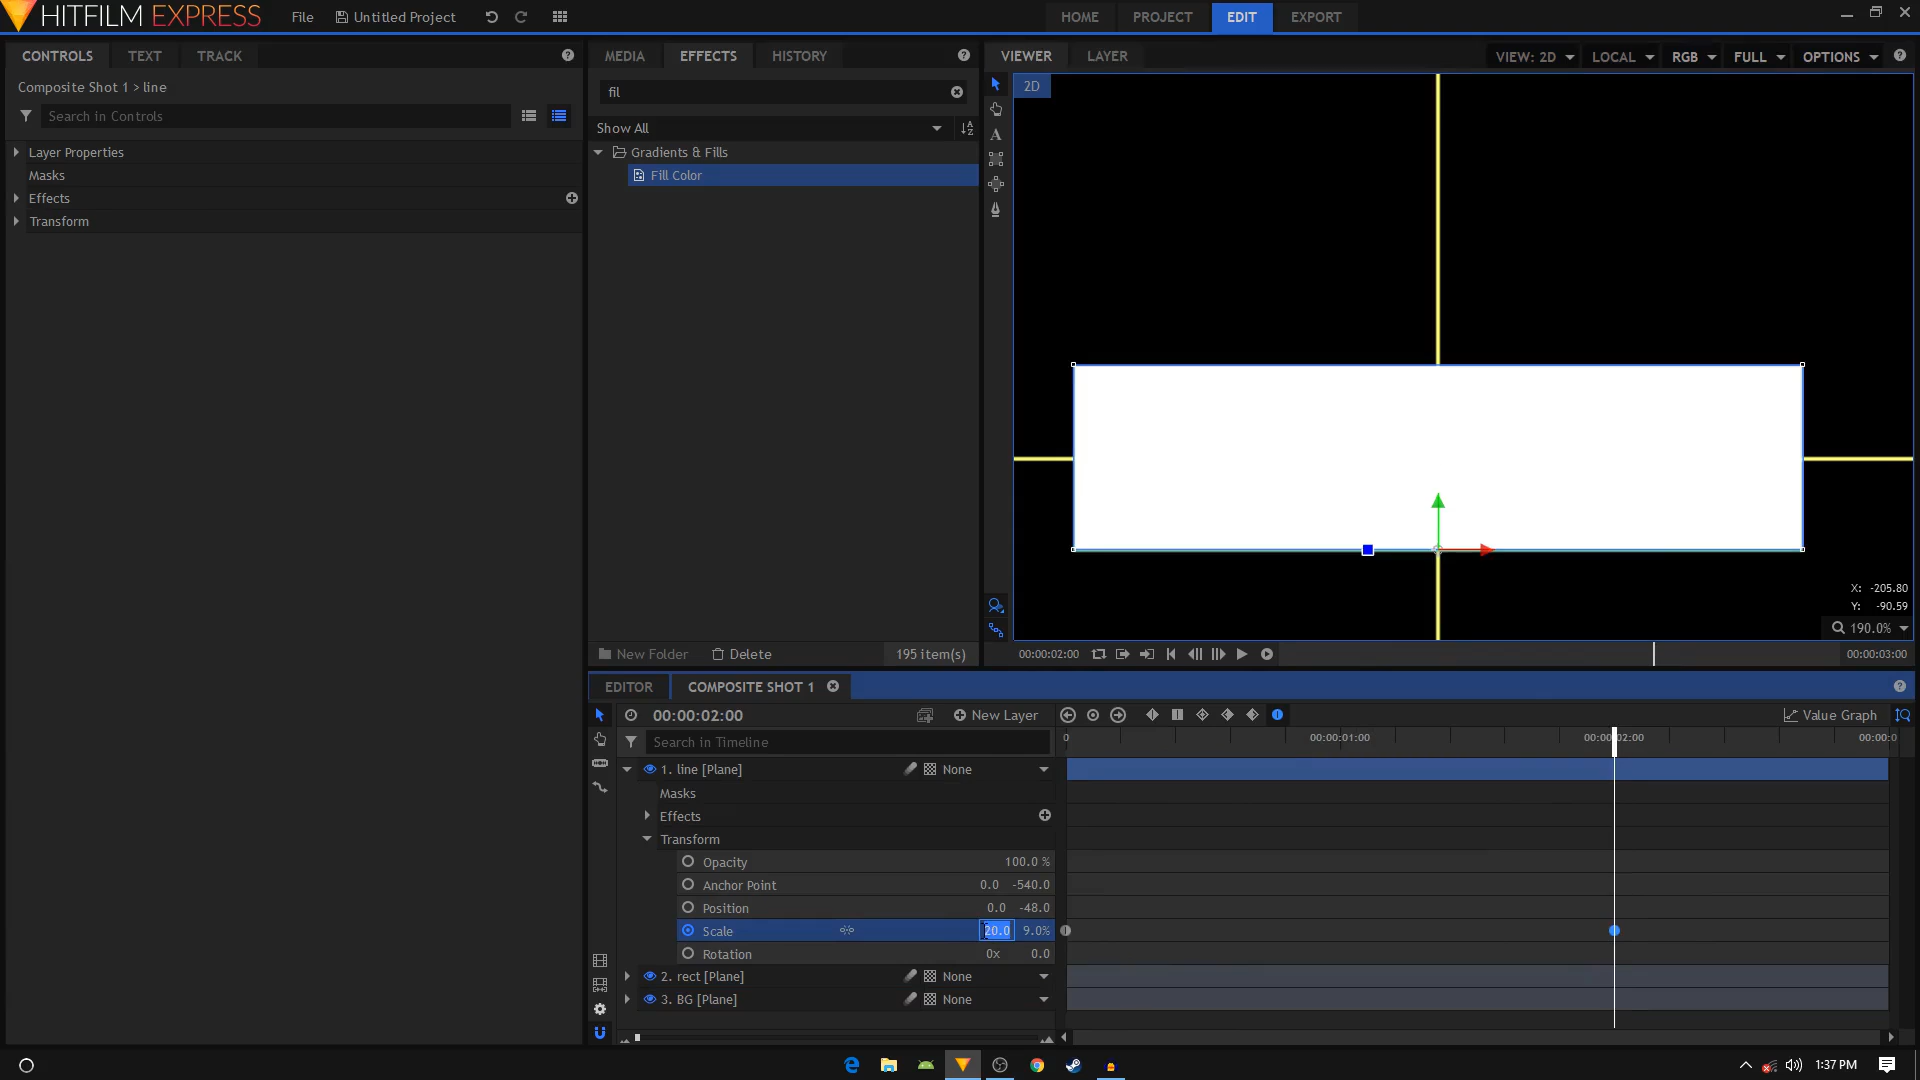 HITFILM EXPRESS File Untitled Project HOME PROJECT EDIT EXPORT
CONTROLS TEXT TRACK
Composite Shot 1 > line
Search in Controls
Layer Properties
Masks
Effects
Transform
MEDIA EFFECTS HISTORY
fil
Show All
Gradients & Fills
Fill Color
New Folder Delete 195 item(s)
VIEWER LAYER VIEW: 2D LOCAL RGB FULL OPTIONS
2D
X: -205.80
Y: -90.59
190.0%
00:00:02:00 00:00:03:00
EDITOR COMPOSITE SHOT 1
00:00:02:00 New Layer Value Graph
Search in Timeline 0 00:00:01:00 00:00:02:00 00:00:0
1. line [Plane] None
Masks
Effects
Transform
Opacity 100.0 %
Anchor Point 0.0 -540.0
Position 0.0 -48.0
Scale 20.0 9.0%
Rotation 0x 0.0
2. rect [Plane] None
3. BG [Plane] None
1:37 PM